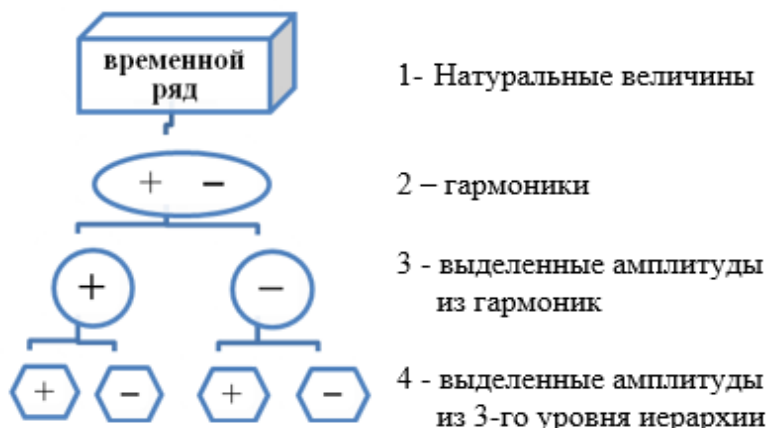 временной
ряд
1- Натуральные величины
+ −
2 – гармоники
+ −
3 - выделенные амплитуды
из гармоник
+ − + −
4 - выделенные амплитуды
из 3-го уровня иерархии